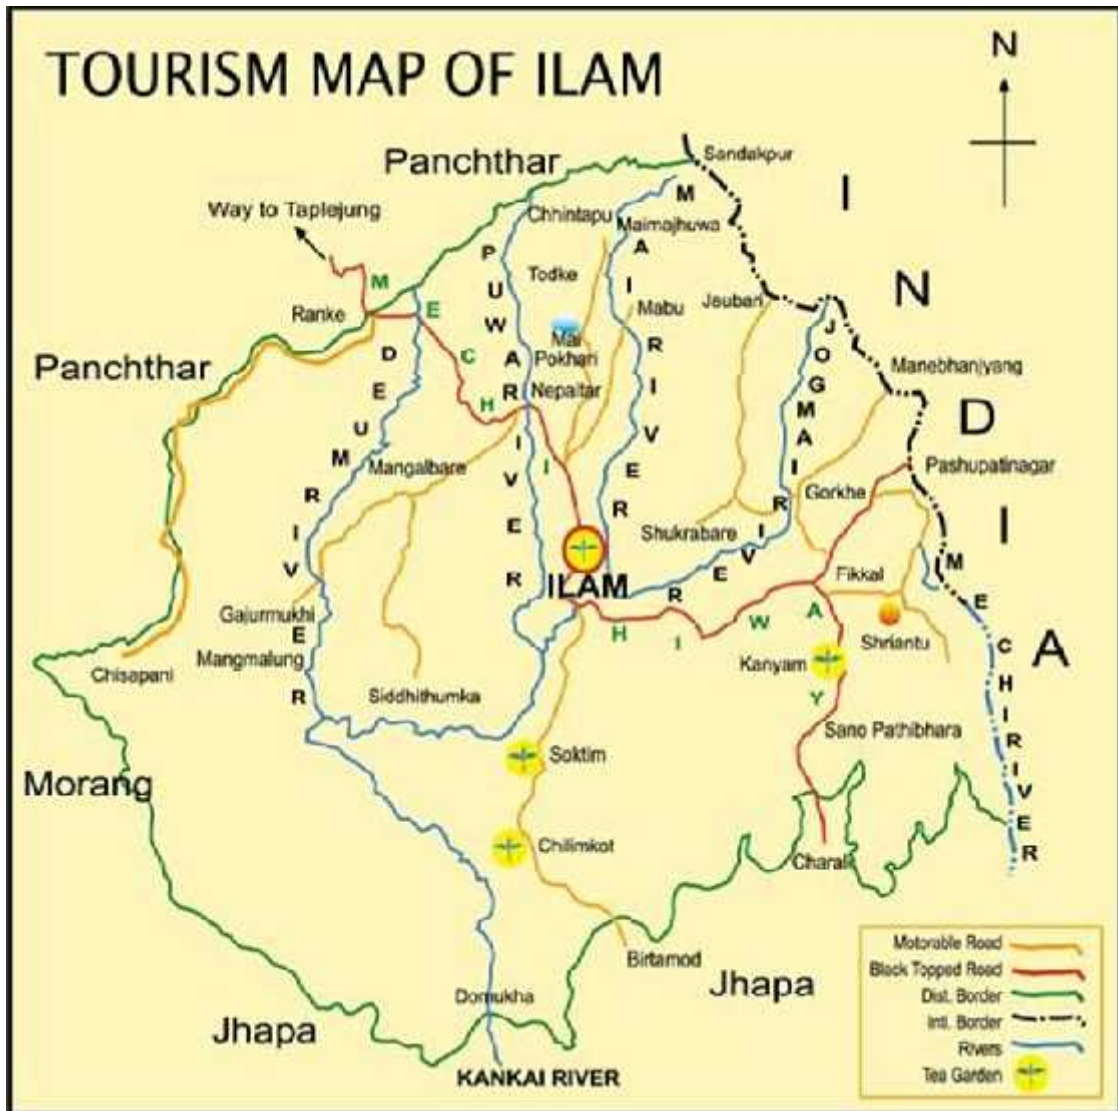 TOURISM MAP OF ILAM
N
Panchthar
Sandakpur
I
Way to Taplejung
Chhintapu
Maimajhuwa
MAI RIVER
PUWA RIVER
Todke
N
MECHI HIWAY
Ranke
Mabu
Jaubari
JOGMAI RIVER
Mai
Pokhari
Panchthar
Manebhanjyang
Nepaltar
D
DEUMRIVER
Mangalbare
Pashupatinagar
Gorkhe
Shukrabare
I
ILAM
Fikkal
MECHI RIVER
Gajurmukhi
Shriantu
A
Mangmalung
Kanyam
Chisapani
Siddhithumka
Sano Pathibhara
Soktim
Morang
Chilimkot
Charali
Birtamod
Jhapa
Domukha
Jhapa
KANKAI RIVER
Motorable Road
Black Topped Road
Dist. Border
Intl. Border
Rivers
Tea Garden